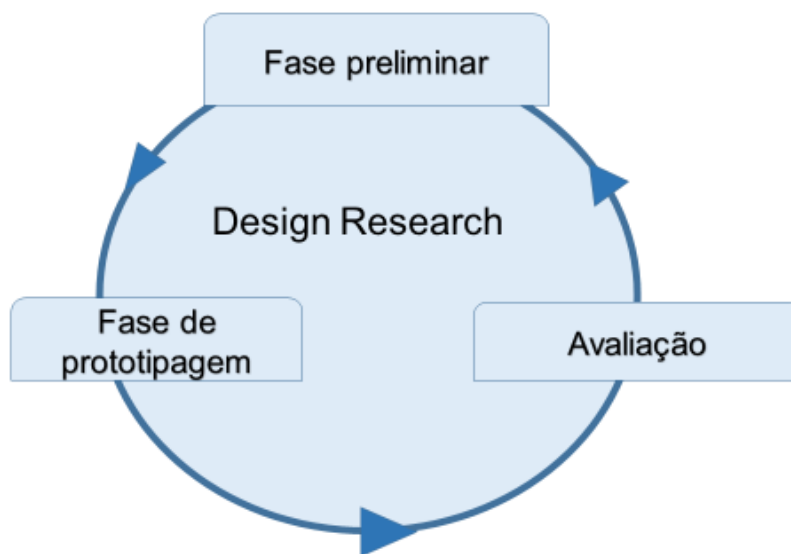 Fase preliminar
Design Research
Fase de
prototipagem
Avaliação